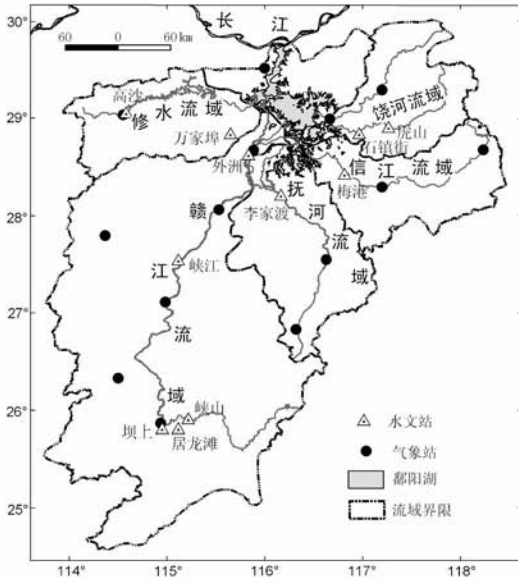 30°
29°
28°
27°
26°
25°
114°
115°
116°
117°
118°
60
0
60km
长江
高沙
修水流域
万家埠
外洲
饶河流域
虎山
石镇街
信江流域
梅港
抚河流域
李家渡
赣江流域
峡江
峡山
坝上
居龙滩
水文站
气象站
鄱阳湖
流域界限